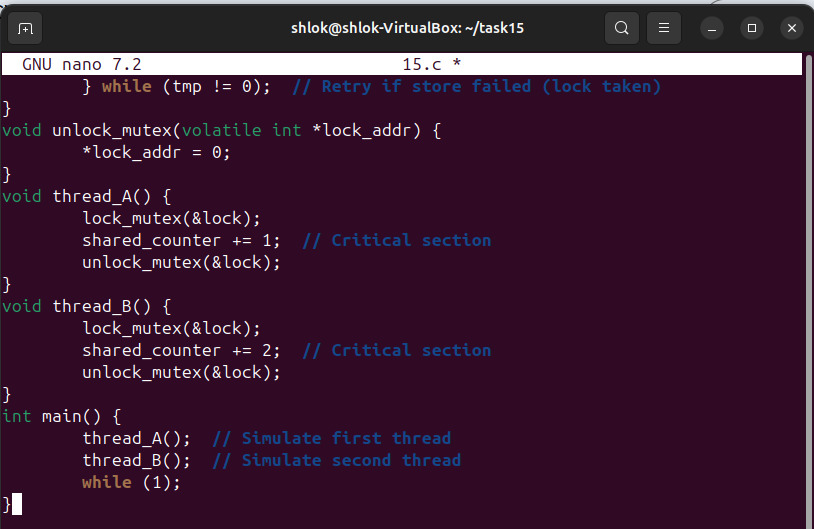 shlok@shlok-VirtualBox: ~/task15
GNU nano 7.2 15.c *
} while (tmp != 0); // Retry if store failed (lock taken)
}
void unlock_mutex(volatile int *lock_addr) {
*lock_addr = 0;
}
void thread_A() {
lock_mutex(&lock);
shared_counter += 1; // Critical section
unlock_mutex(&lock);
}
void thread_B() {
lock_mutex(&lock);
shared_counter += 2; // Critical section
unlock_mutex(&lock);
}
int main() {
thread_A(); // Simulate first thread
thread_B(); // Simulate second thread
while (1);
}